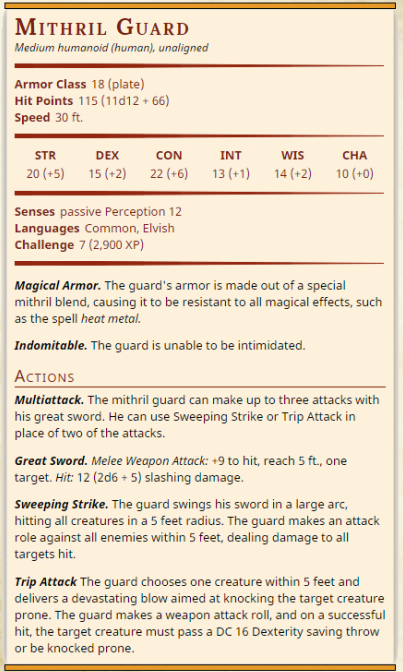 Mithril Guard
Medium humanoid (human), unaligned
Armor Class 18 (plate)
Hit Points 115 (11d12 + 66)
Speed 30 ft.
STR DEX CON INT WIS CHA
20 (+5) 15 (+2) 22 (+6) 13 (+1) 14 (+2) 10 (+0)
Senses passive Perception 12
Languages Common, Elvish
Challenge 7 (2,900 XP)
Magical Armor. The guard's armor is made out of a special
mithril blend, causing it to be resistant to all magical effects, such
as the spell heat metal.
Indomitable. The guard is unable to be intimidated.
Actions
Multiattack. The mithril guard can make up to three attacks with
his great sword. He can use Sweeping Strike or Trip Attack in
place of two of the attacks.
Great Sword. Melee Weapon Attack: +9 to hit, reach 5 ft., one
target. Hit: 12 (2d6 + 5) slashing damage.
Sweeping Strike. The guard swings his sword in a large arc,
hitting all creatures in a 5 feet radius. The guard makes an attack
role against all enemies within 5 feet, dealing damage to all
targets hit.
Trip Attack The guard chooses one creature within 5 feet and
delivers a devastating blow aimed at knocking the target creature
prone. The guard makes a weapon attack roll, and on a successful
hit, the target creature must pass a DC 16 Dexterity saving throw
or be knocked prone.